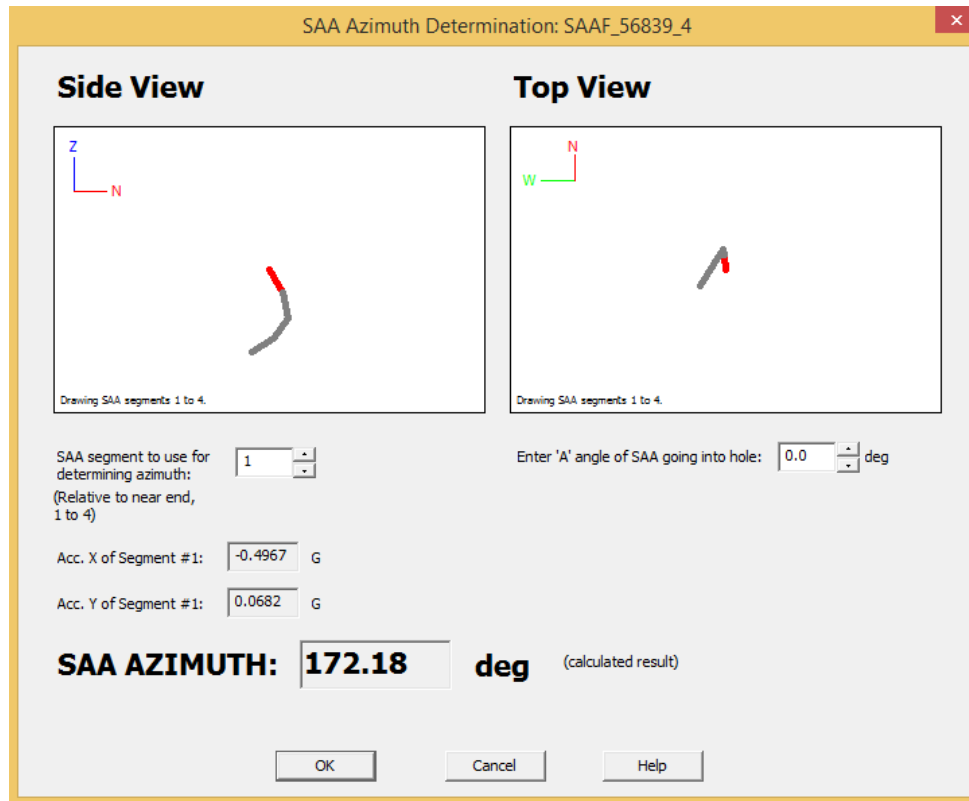 SAA Azimuth Determination: SAAF_56839_4
Side View
Top View
Z
N
N
W
Drawing SAA segments 1 to 4.
Drawing SAA segments 1 to 4.
SAA segment to use for
determining azimuth:
1
(Relative to near end,
1 to 4)
Enter 'A' angle of SAA going into hole: 0.0 deg
Acc. X of Segment #1: -0.4967 G
Acc. Y of Segment #1: 0.0682 G
SAA AZIMUTH: 172.18 deg (calculated result)
OK Cancel Help